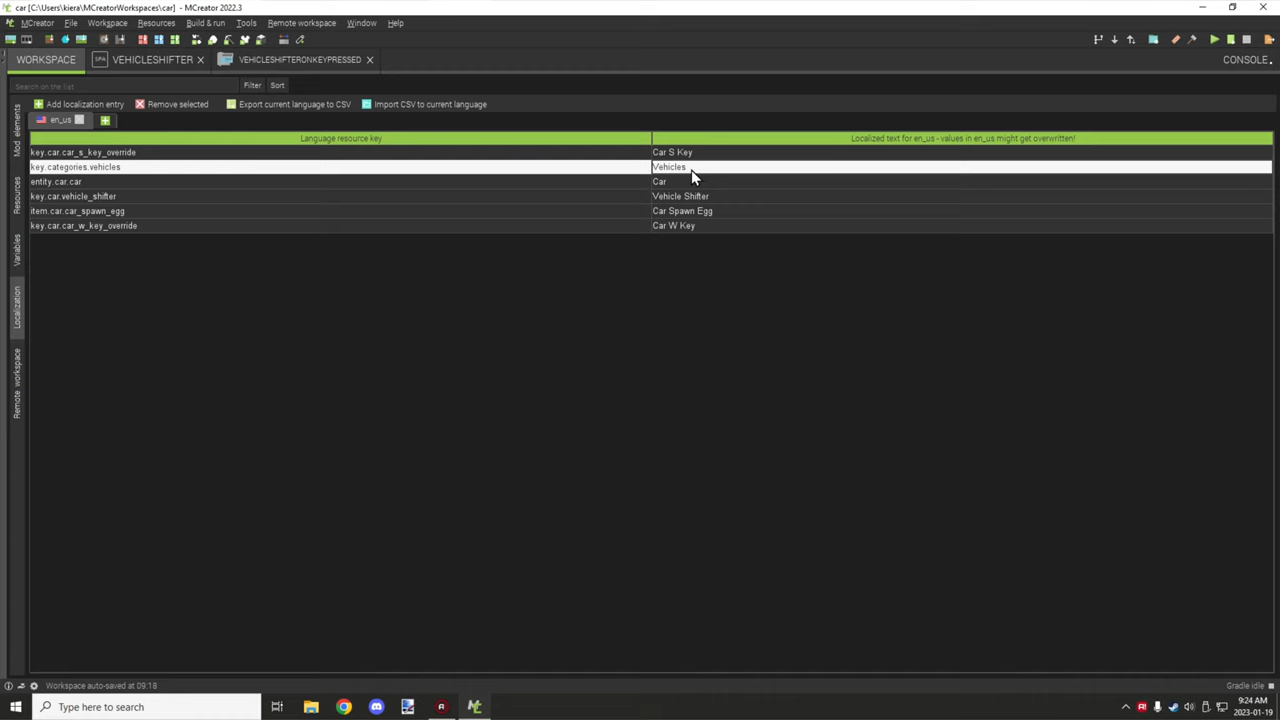 car [C:\Users\kiera\MCreatorWorkspaces\car] - MCreator 2022.3
MCreator File Workspace Resources Build & run Tools Remote workspace Window Help
WORKSPACE VEHICLESHIFTER VEHICLESHIFTERONKEYPRESSED CONSOLE
Search on the list Filter Sort
Add localization entry Remove selected Export current language to CSV Import CSV to current language
en_us
Language resource key Localized text for en_us - values in en_us might get overwritten!
key.car.car_s_key_override Car S Key
key.categories.vehicles Vehicles
entity.car.car Car
key.car.vehicle_shifter Vehicle Shifter
item.car.car_spawn_egg Car Spawn Egg
key.car.car_w_key_override Car W Key
Mod elements
Resources
Variables
Localization
Remote workspace
Workspace auto-saved at 09:18 Gradle idle
Type here to search
9:24 AM
2023-01-19